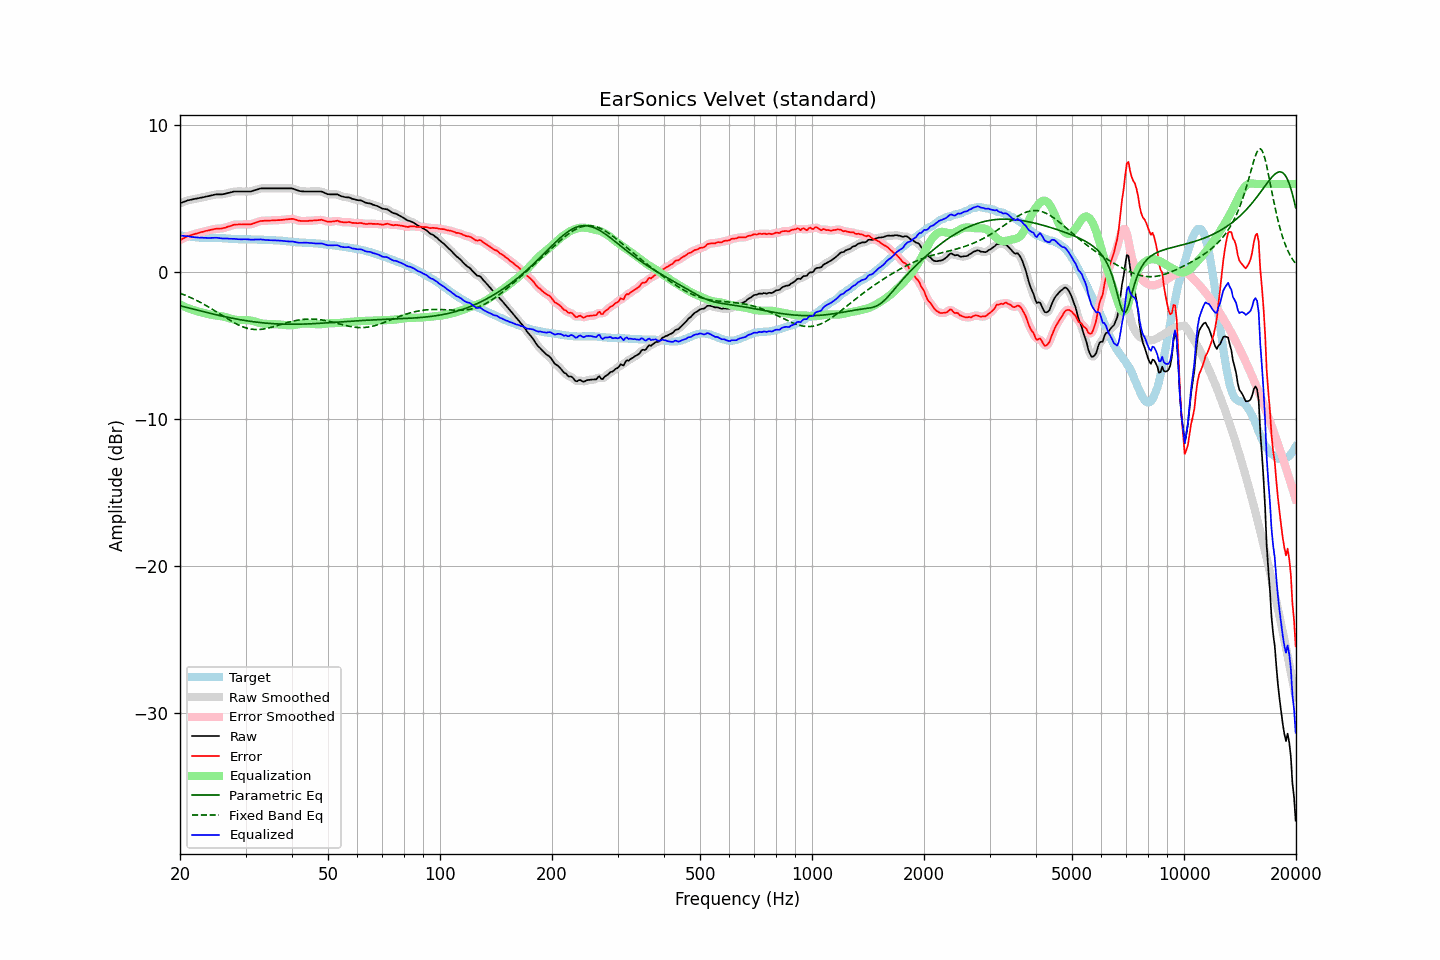 EarSonics Velvet (standard)
10
0
−10
−20
−30
Amplitude (dBr)
Target
Raw Smoothed
Error Smoothed
Raw
Error
Equalization
Parametric Eq
Fixed Band Eq
Equalized
20
50
100
200
500
1000
2000
5000
10000
20000
Frequency (Hz)